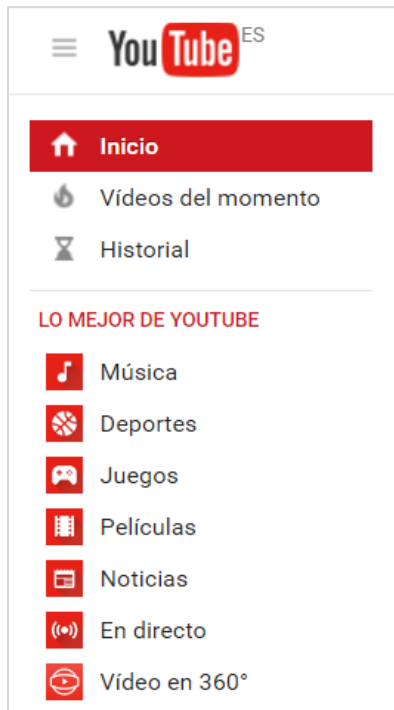 YouTube ES
Inicio
Vídeos del momento
Historial
LO MEJOR DE YOUTUBE
Música
Deportes
Juegos
Películas
Noticias
En directo
Vídeo en 360°